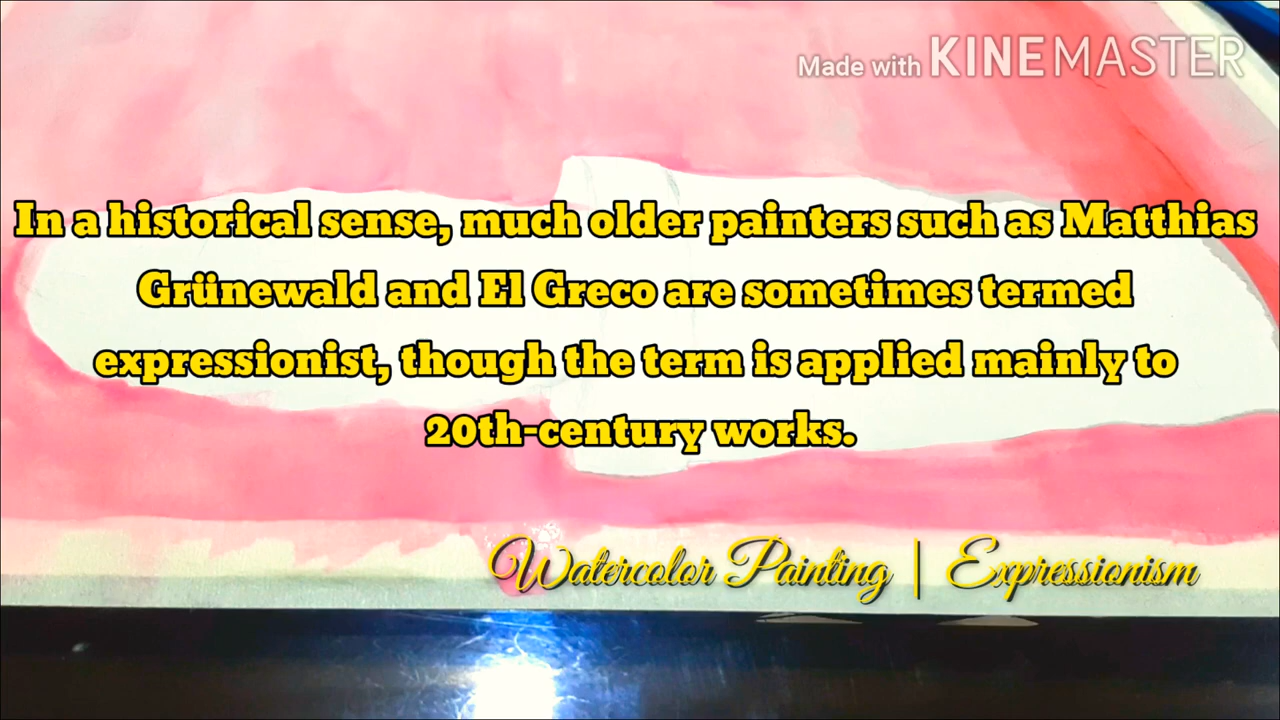 Made with KINEMASTER
In a historical sense, much older painters such as Matthias
Grünewald and El Greco are sometimes termed
expressionist, though the term is applied mainly to
20th-century works.
Watercolor Painting | Expressionism